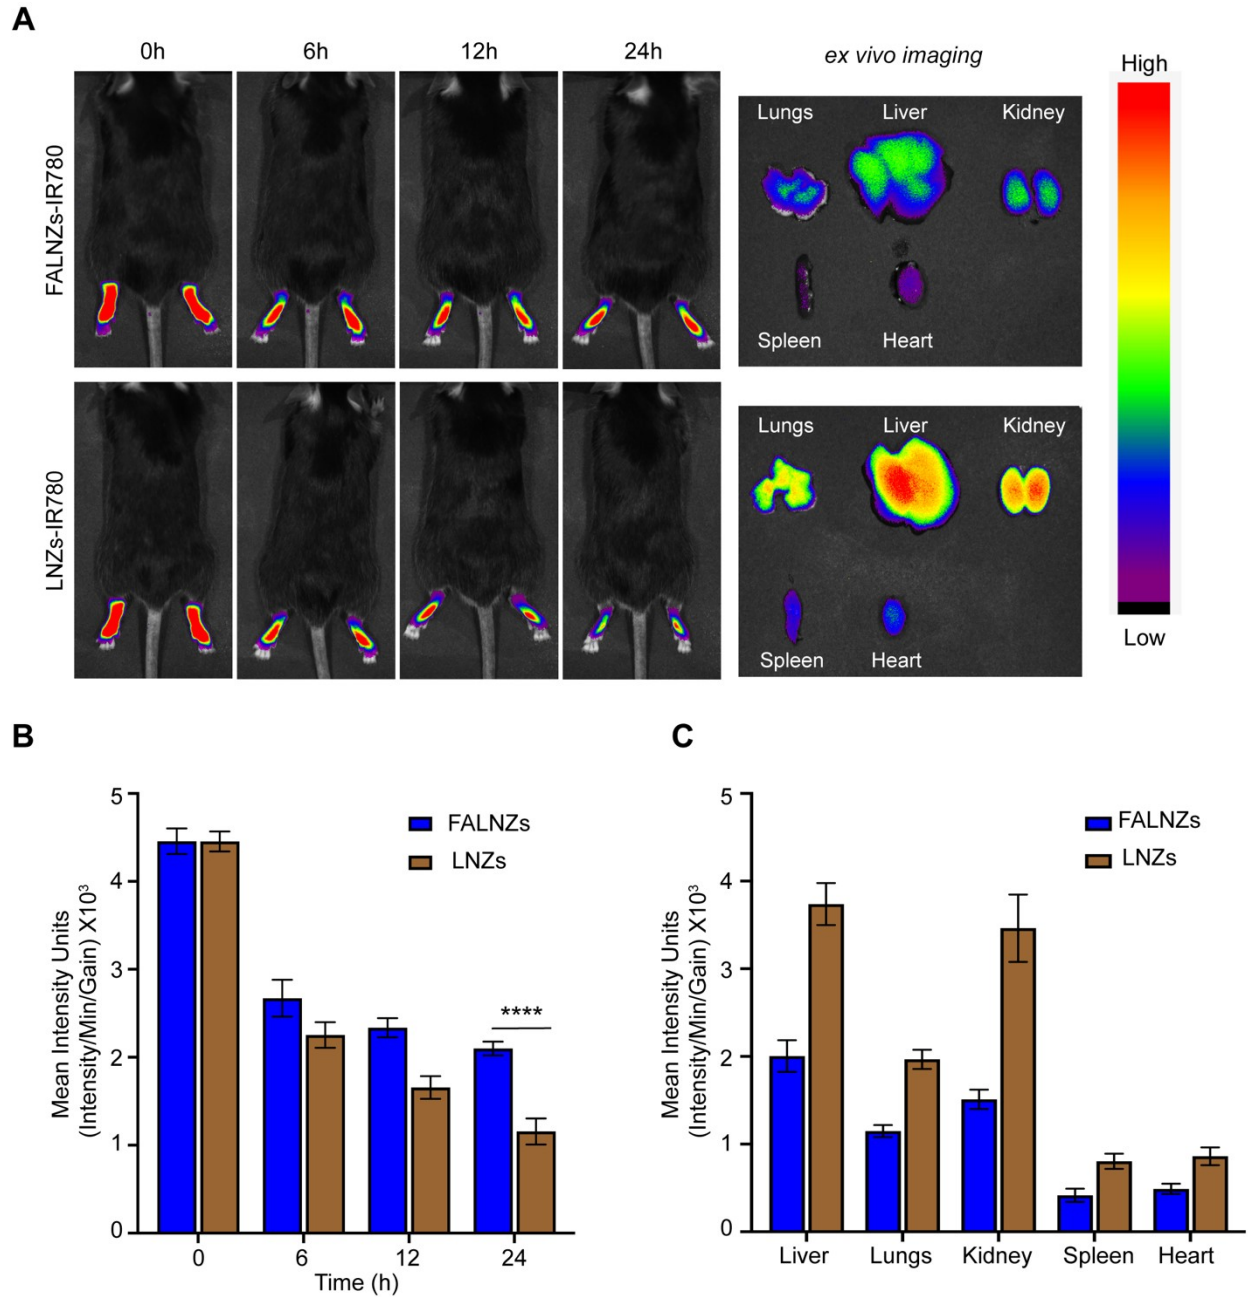 A
0h 6h 12h 24h ex vivo imaging
High
FALNZs-IR780
Lungs Liver Kidney
Spleen Heart
LNZs-IR780
Lungs Liver Kidney
Spleen Heart
Low
B
Mean Intensity Units
(Intensity/Min/Gain) X10³
5
4
3
2
1
0
FALNZs
LNZs
****
0 6 12 24
Time (h)
C
Mean Intensity Units
(Intensity/Min/Gain) X10³
5
4
3
2
1
0
FALNZs
LNZs
Liver Lungs Kidney Spleen Heart